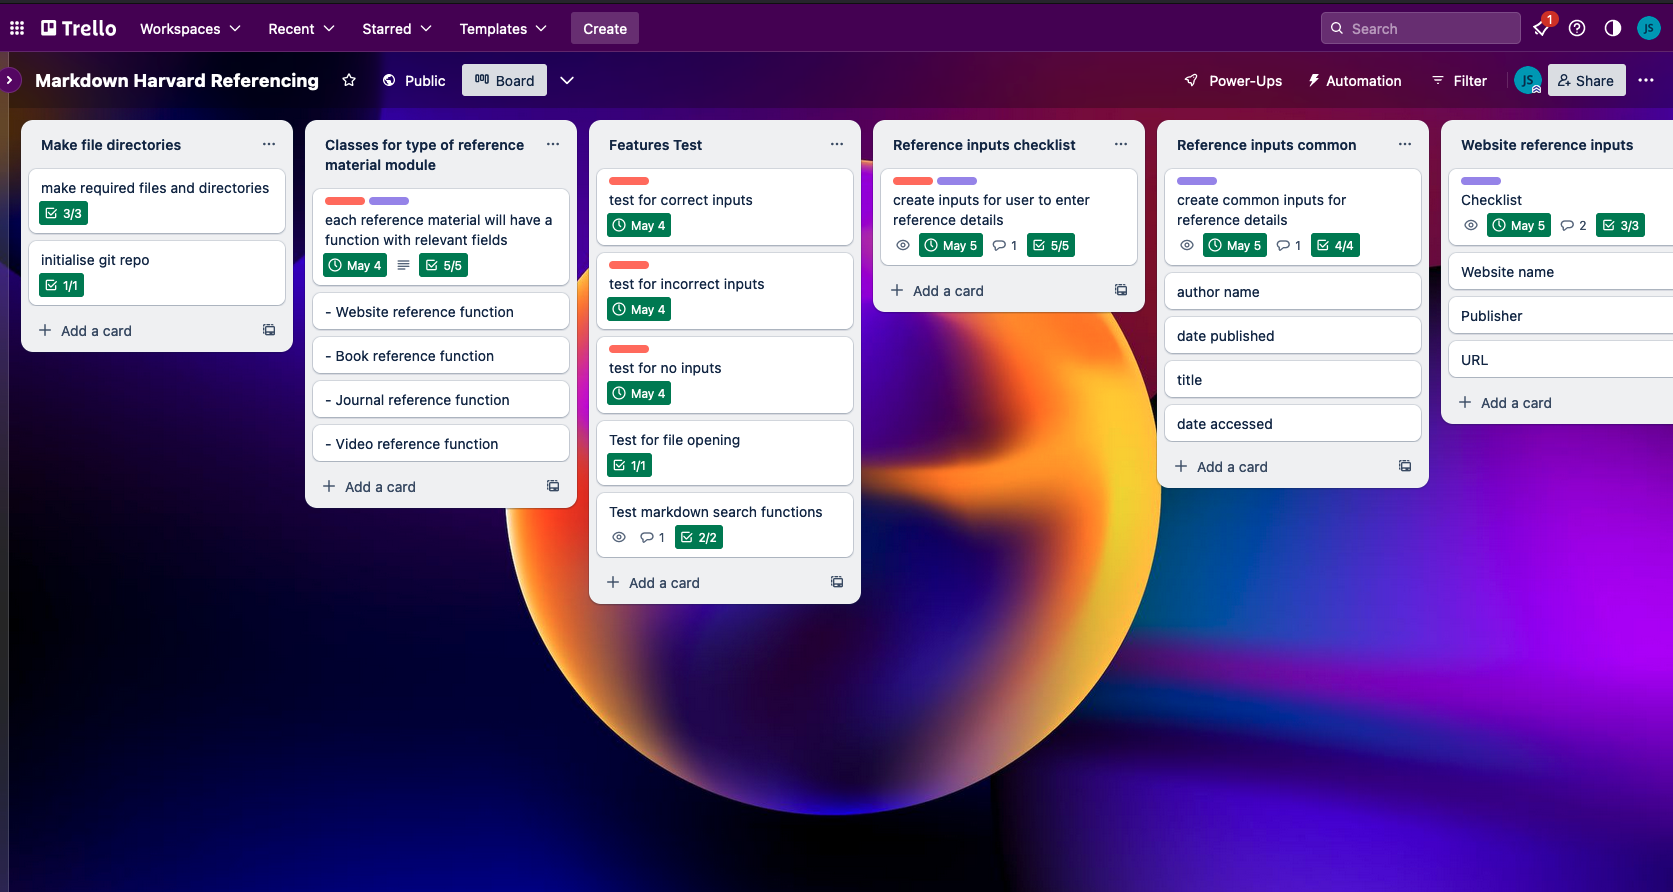 Trello Workspaces Recent Starred Templates Create Search 1 JS
Markdown Harvard Referencing Public Board Power-Ups Automation Filter JS Share
Make file directories
make required files and directories
3/3
initialise git repo
1/1
Add a card
Classes for type of reference
material module
each reference material will have a
function with relevant fields
May 4 5/5
- Website reference function
- Book reference function
- Journal reference function
- Video reference function
Add a card
Features Test
test for correct inputs
May 4
test for incorrect inputs
May 4
test for no inputs
May 4
Test for file opening
1/1
Test markdown search functions
1 2/2
Add a card
Reference inputs checklist
create inputs for user to enter
reference details
May 5 1 5/5
Add a card
Reference inputs common
create common inputs for
reference details
May 5 1 4/4
author name
date published
title
date accessed
Add a card
Website reference inputs
Checklist
May 5 2 3/3
Website name
Publisher
URL
Add a card